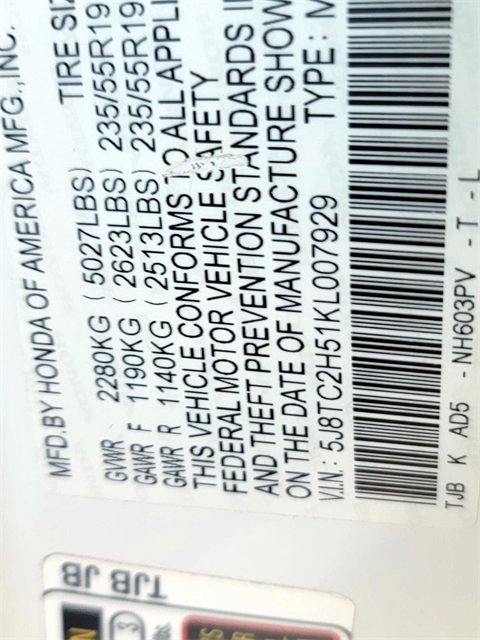 MFD.BY HONDA OF AMERICA MFG.,INC. TIRE SIZ
GVWR 2280KG ( 5027LBS)
GAWR F 1190KG ( 2623LBS) 235/55R19
GAWR R 1140KG ( 2513LBS) 235/55R19
THIS VEHICLE CONFORMS TO ALL APPLI
FEDERAL MOTOR VEHICLE SAFETY
AND THEFT PREVENTION STANDARDS I
ON THE DATE OF MANUFACTURE SHOW
V.I.N.: 5J8TC2H51KL007929 TYPE : M
TJB K AD5 - NH603PV - T - L
TJB JB
3